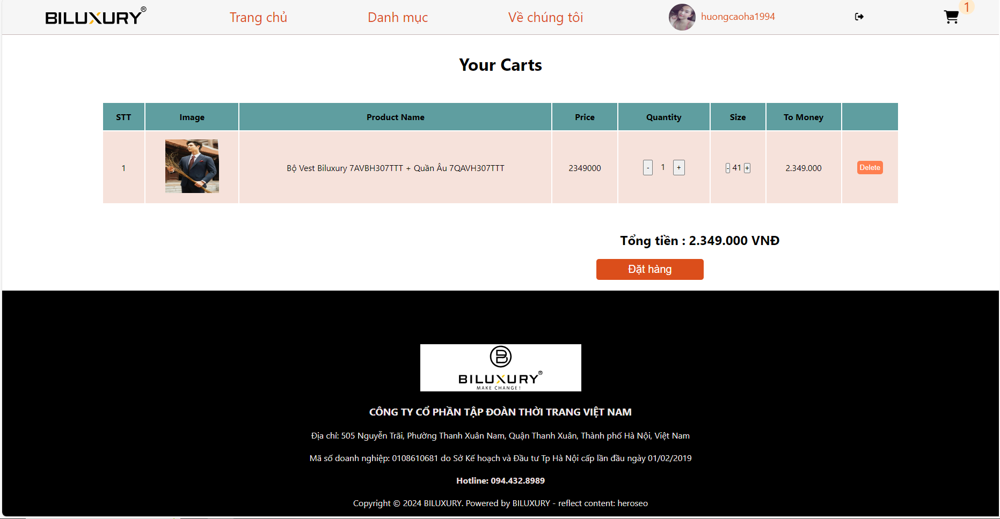 BILUXURY®
Trang chủ
Danh mục
Về chúng tôi
huongcaoha1994
1
Your Carts
STT Image Product Name Price Quantity Size To Money
1 Bộ Vest Biluxury 7AVBH307TTT + Quần Âu 7QAVH307TTT 2349000 - 1 + - 41 + 2.349.000 Delete
Tổng tiền : 2.349.000 VNĐ
Đặt hàng
BILUXURY®
MAKE CHANGE!
CÔNG TY CỔ PHẦN TẬP ĐOÀN THỜI TRANG VIỆT NAM
Địa chỉ: 505 Nguyễn Trãi, Phường Thanh Xuân Nam, Quận Thanh Xuân, Thành phố Hà Nội, Việt Nam
Mã số doanh nghiệp: 0108610681 do Sở Kế hoạch và Đầu tư Tp Hà Nội cấp lần đầu ngày 01/02/2019
Hotline: 094.432.8989
Copyright © 2024 BILUXURY. Powered by BILUXURY - reflect content: heroseo